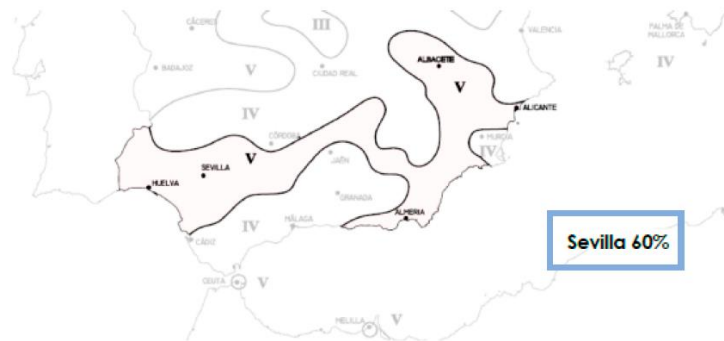 CÁCERES
III
VALENCIA
PALMA DE
MALLORCA
BADAJOZ
V
CIUDAD REAL
ALBACETE
IV
V
IV
ALICANTE
CÓRDOBA
MURCIA
V
JAÉN
IV
SEVILLA
HUELVA
GRANADA
ALMERIA
IV
MÁLAGA
CÁDIZ
Sevilla 60%
CEUTA
V
MELILLA
V